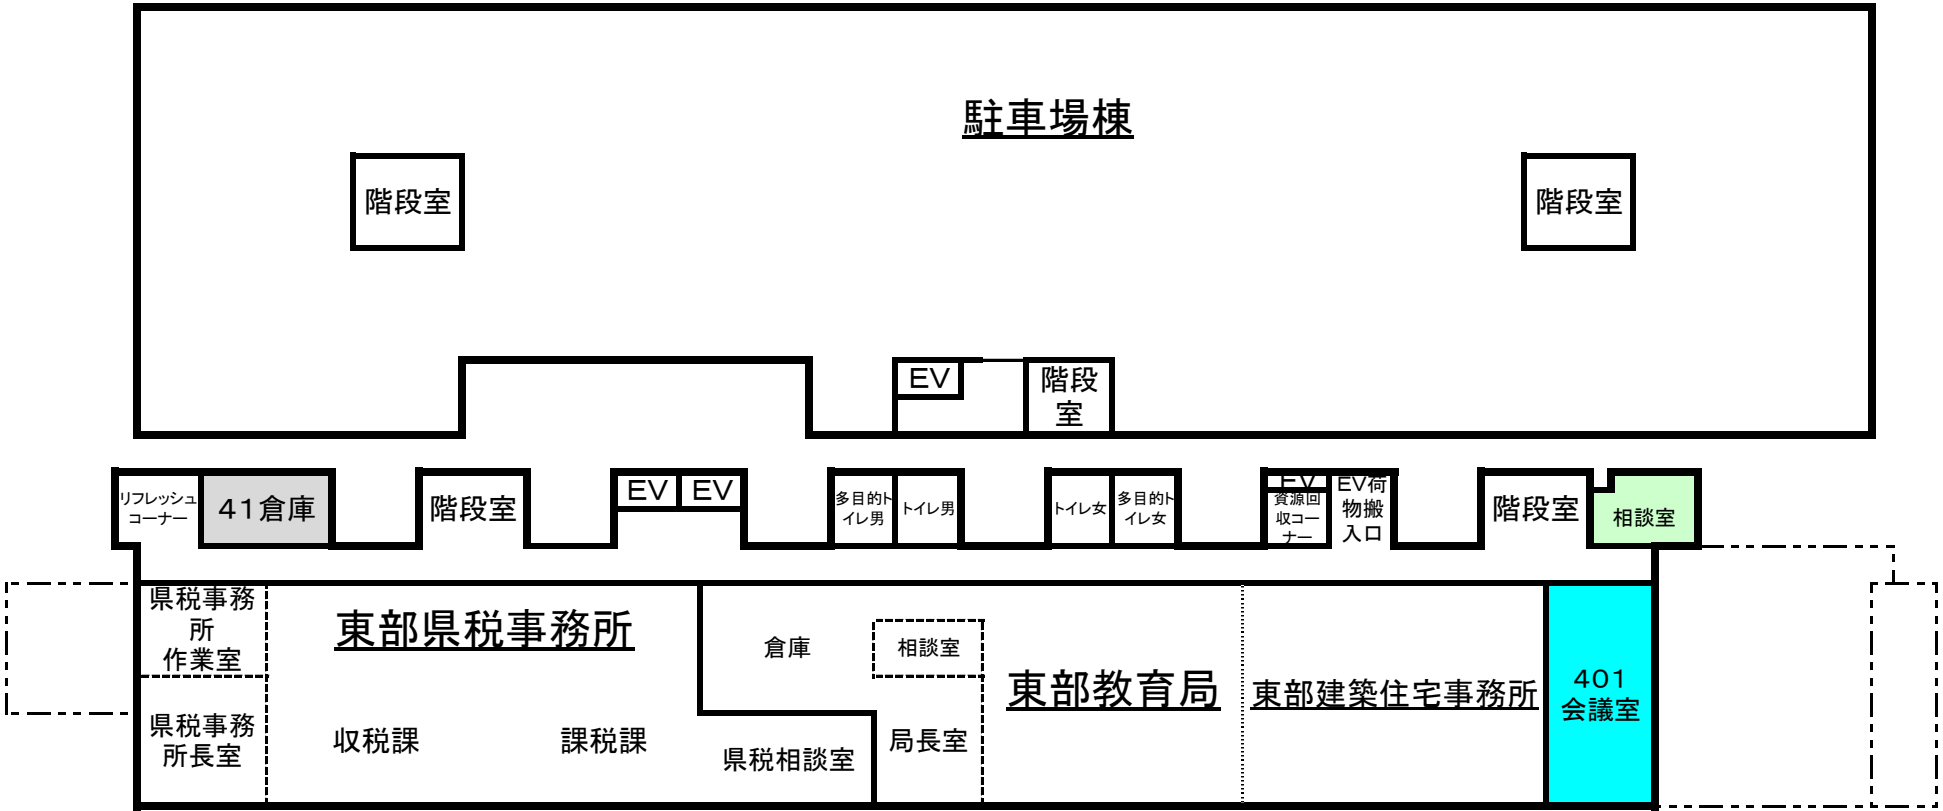 駐車場棟
階段室
階段室
EV
階段
室
リフレッシュ
コーナー
41倉庫
階段室
EV
EV
多目的ト
イレ男
トイレ男
トイレ女
多目的ト
イレ女
EV
資源回
収コー
ナー
EV荷
物搬
入口
階段室
相談室
県税事務
所
作業室
東部県税事務所
倉庫
相談室
東部教育局
東部建築住宅事務所
401
会議室
県税事務
所長室
収税課
課税課
県税相談室
局長室